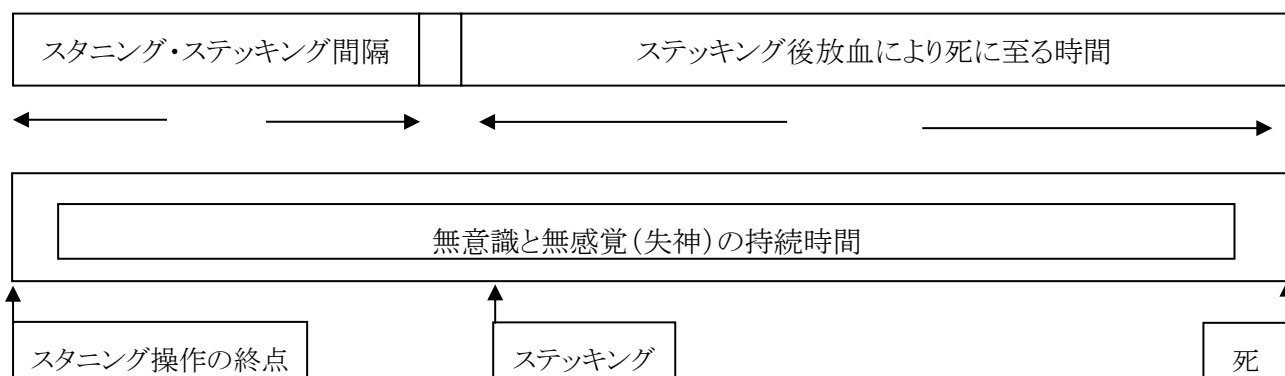 スタニング・ステッキング間隔
ステッキング後放血により死に至る時間
無意識と無感覚(失神)の持続時間
スタニング操作の終点
ステッキング
死